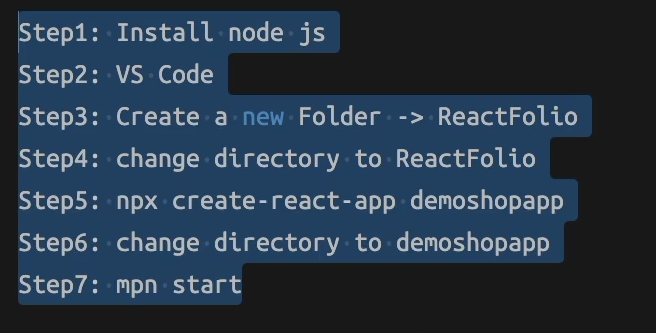 Step1: Install node js
Step2: VS Code
Step3: Create a new Folder -> ReactFolio
Step4: change directory to ReactFolio
Step5: npx create-react-app demoshopapp
Step6: change directory to demoshopapp
Step7: mpn start